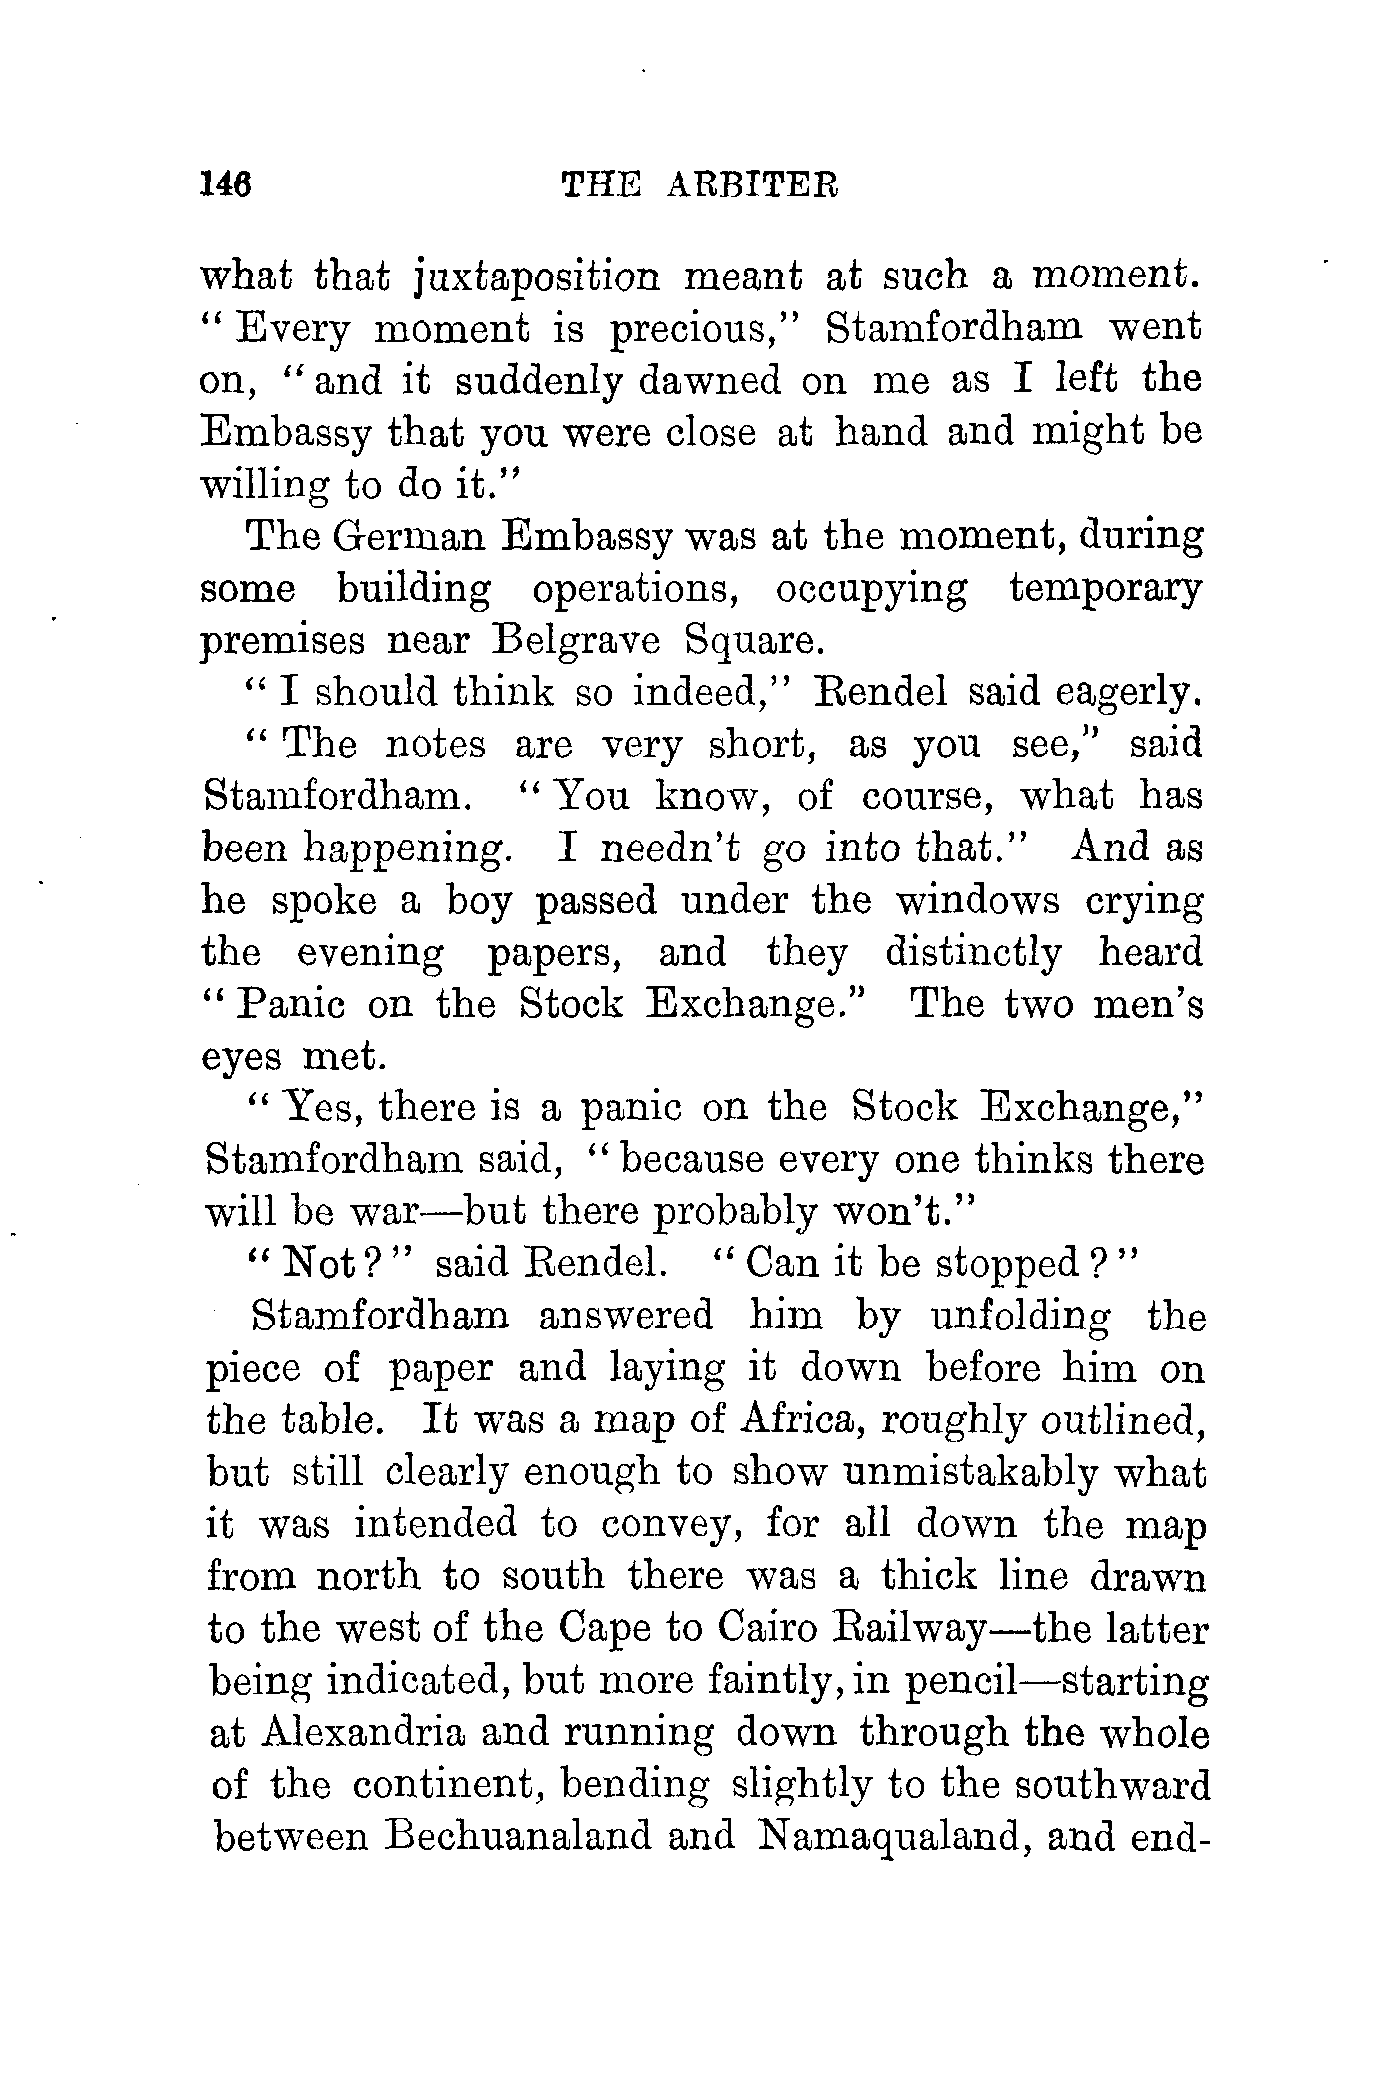 146 THE ARBITER
what that juxtaposition meant at such a moment.
“ Every moment is precious,” Stamfordham went
on, “ and it suddenly dawned on me as I left the
Embassy that you were close at hand and might be
willing to do it.”
The German Embassy was at the moment, during
some building operations, occupying temporary
premises near Belgrave Square.
“ I should think so indeed,” Rendel said eagerly.
“ The notes are very short, as you see,” said
Stamfordham. “ You know, of course, what has
been happening. I needn’t go into that.” And as
he spoke a boy passed under the windows crying
the evening papers, and they distinctly heard
“ Panic on the Stock Exchange.” The two men’s
eyes met.
“ Yes, there is a panic on the Stock Exchange,”
Stamfordham said, “ because every one thinks there
will be war—but there probably won’t.”
“ Not ? ” said Rendel. “ Can it be stopped ? ”
Stamfordham answered him by unfolding the
piece of paper and laying it down before him on
the table. It was a map of Africa, roughly outlined,
but still clearly enough to show unmistakably what
it was intended to convey, for all down the map
from north to south there was a thick line drawn
to the west of the Cape to Cairo Railway—the latter
being indicated, but more faintly, in pencil—starting
at Alexandria and running down through the whole
of the continent, bending slightly to the southward
between Bechuanaland and Namaqualand, and end-